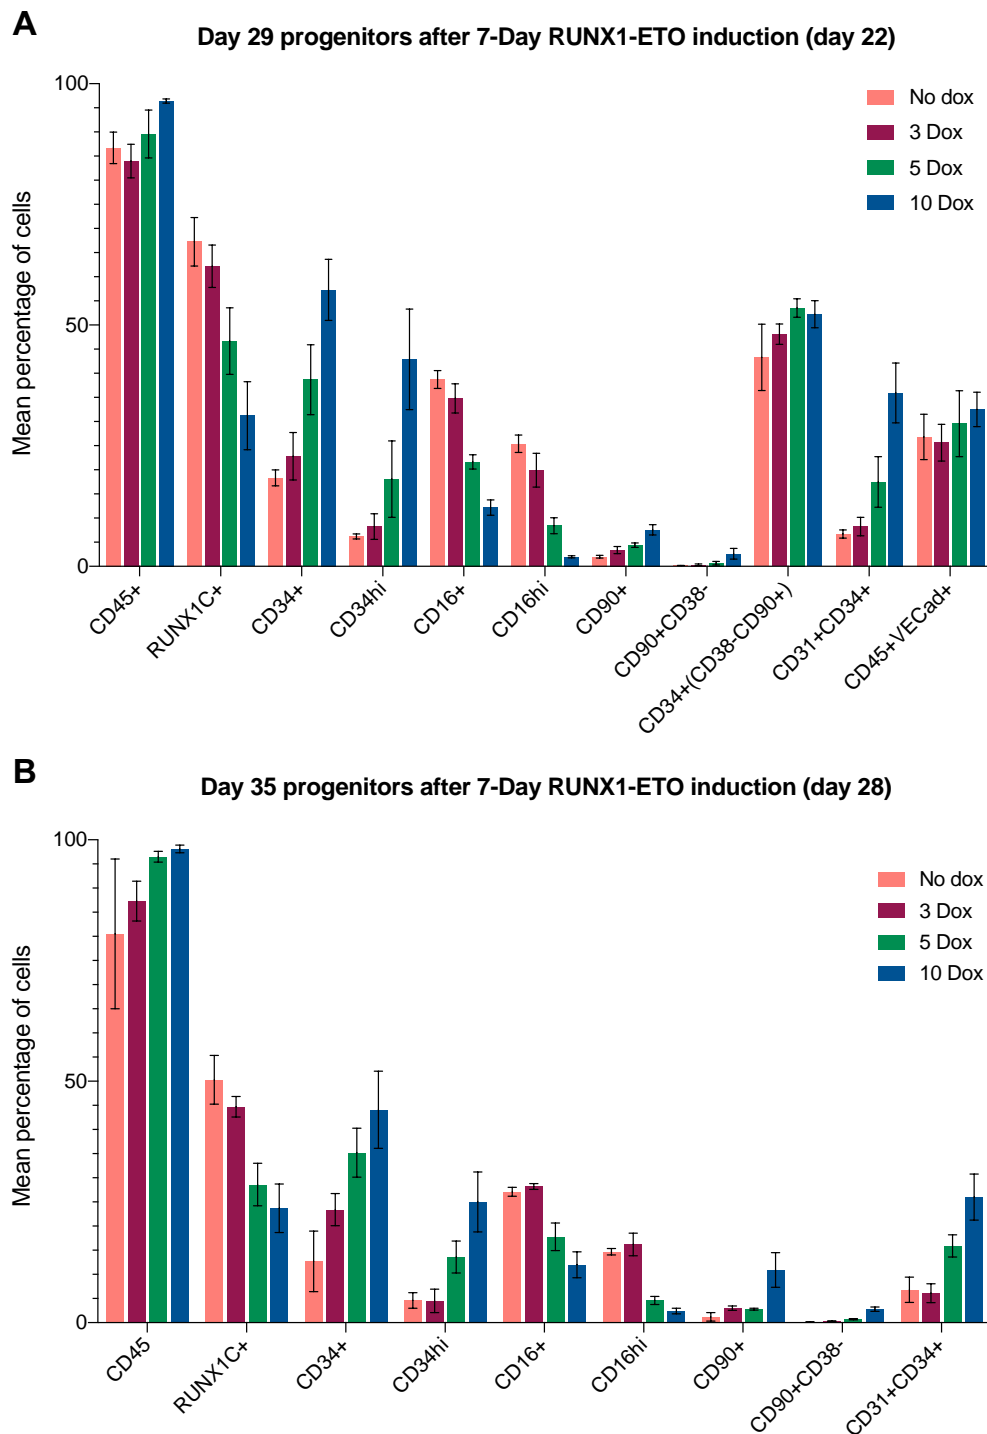 A
Day 29 progenitors after 7-Day RUNX1-ETO induction (day 22)
100
50
0
Mean percentage of cells
No dox
3 Dox
5 Dox
10 Dox
CD45+
RUNX1C+
CD34+
CD34hi
CD16+
CD16hi
CD90+
CD90+CD38-
CD34+(CD38-CD90+)
CD31+CD34+
CD45+VECad+
B
Day 35 progenitors after 7-Day RUNX1-ETO induction (day 28)
100
50
0
Mean percentage of cells
No dox
3 Dox
5 Dox
10 Dox
CD45
RUNX1C+
CD34+
CD34hi
CD16+
CD16hi
CD90+
CD90+CD38-
CD31+CD34+